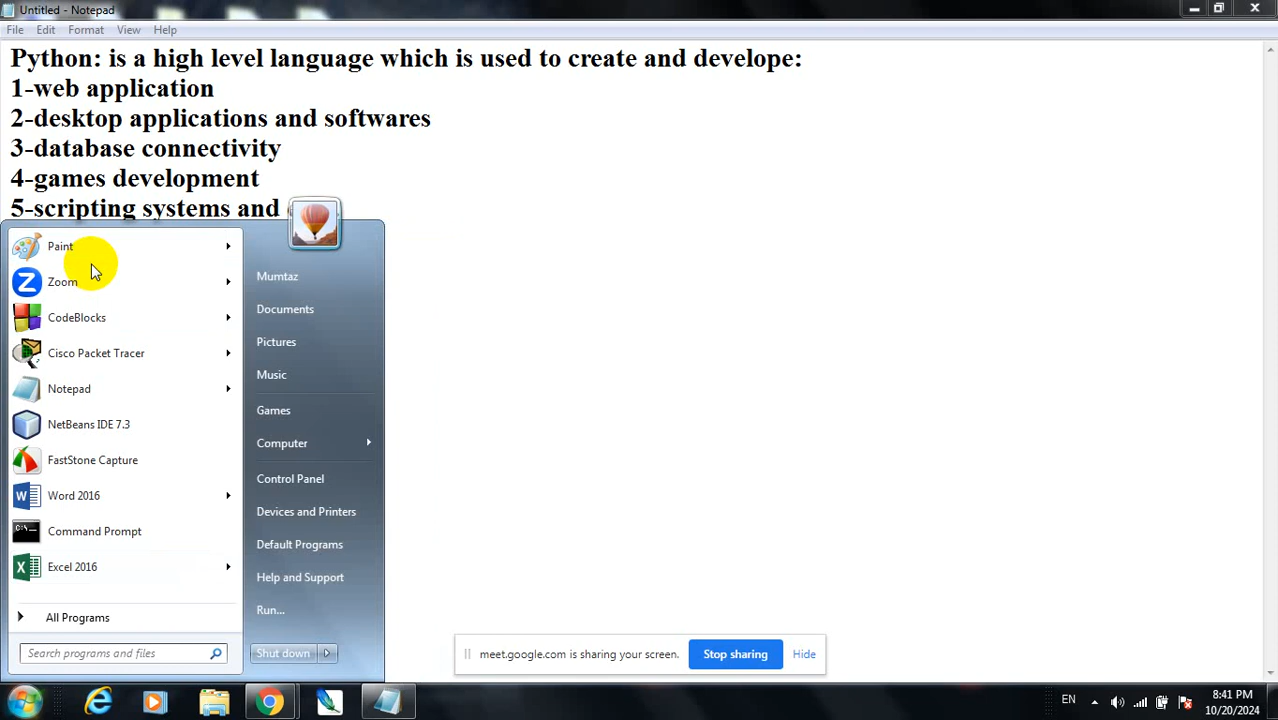 Untitled - Notepad
File Edit Format View Help
Python: is a high level language which is used to create and develope:
1-web application
2-desktop applications and softwares
3-database connectivity
4-games development
5-scripting systems and
Paint
Zoom
CodeBlocks
Cisco Packet Tracer
Notepad
NetBeans IDE 7.3
FastStone Capture
Word 2016
Command Prompt
Excel 2016
All Programs
Search programs and files
Mumtaz
Documents
Pictures
Music
Games
Computer
Control Panel
Devices and Printers
Default Programs
Help and Support
Run...
Shut down
meet.google.com is sharing your screen. Stop sharing Hide
EN
8:41 PM
10/20/2024